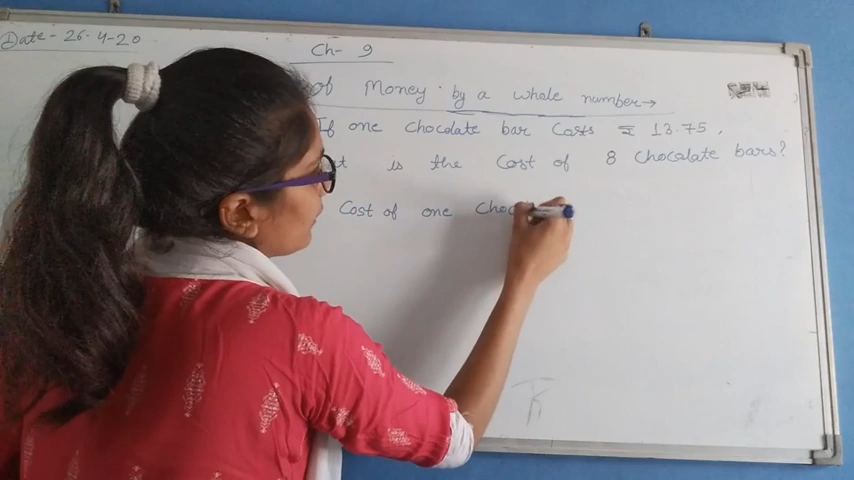 Date - 26.4-20
Ch- 9
of Money by a whole number→
If one chocolate bar Costs ₹ 13.75,
is the Cost of 8 chocolate bars?
Cost of one